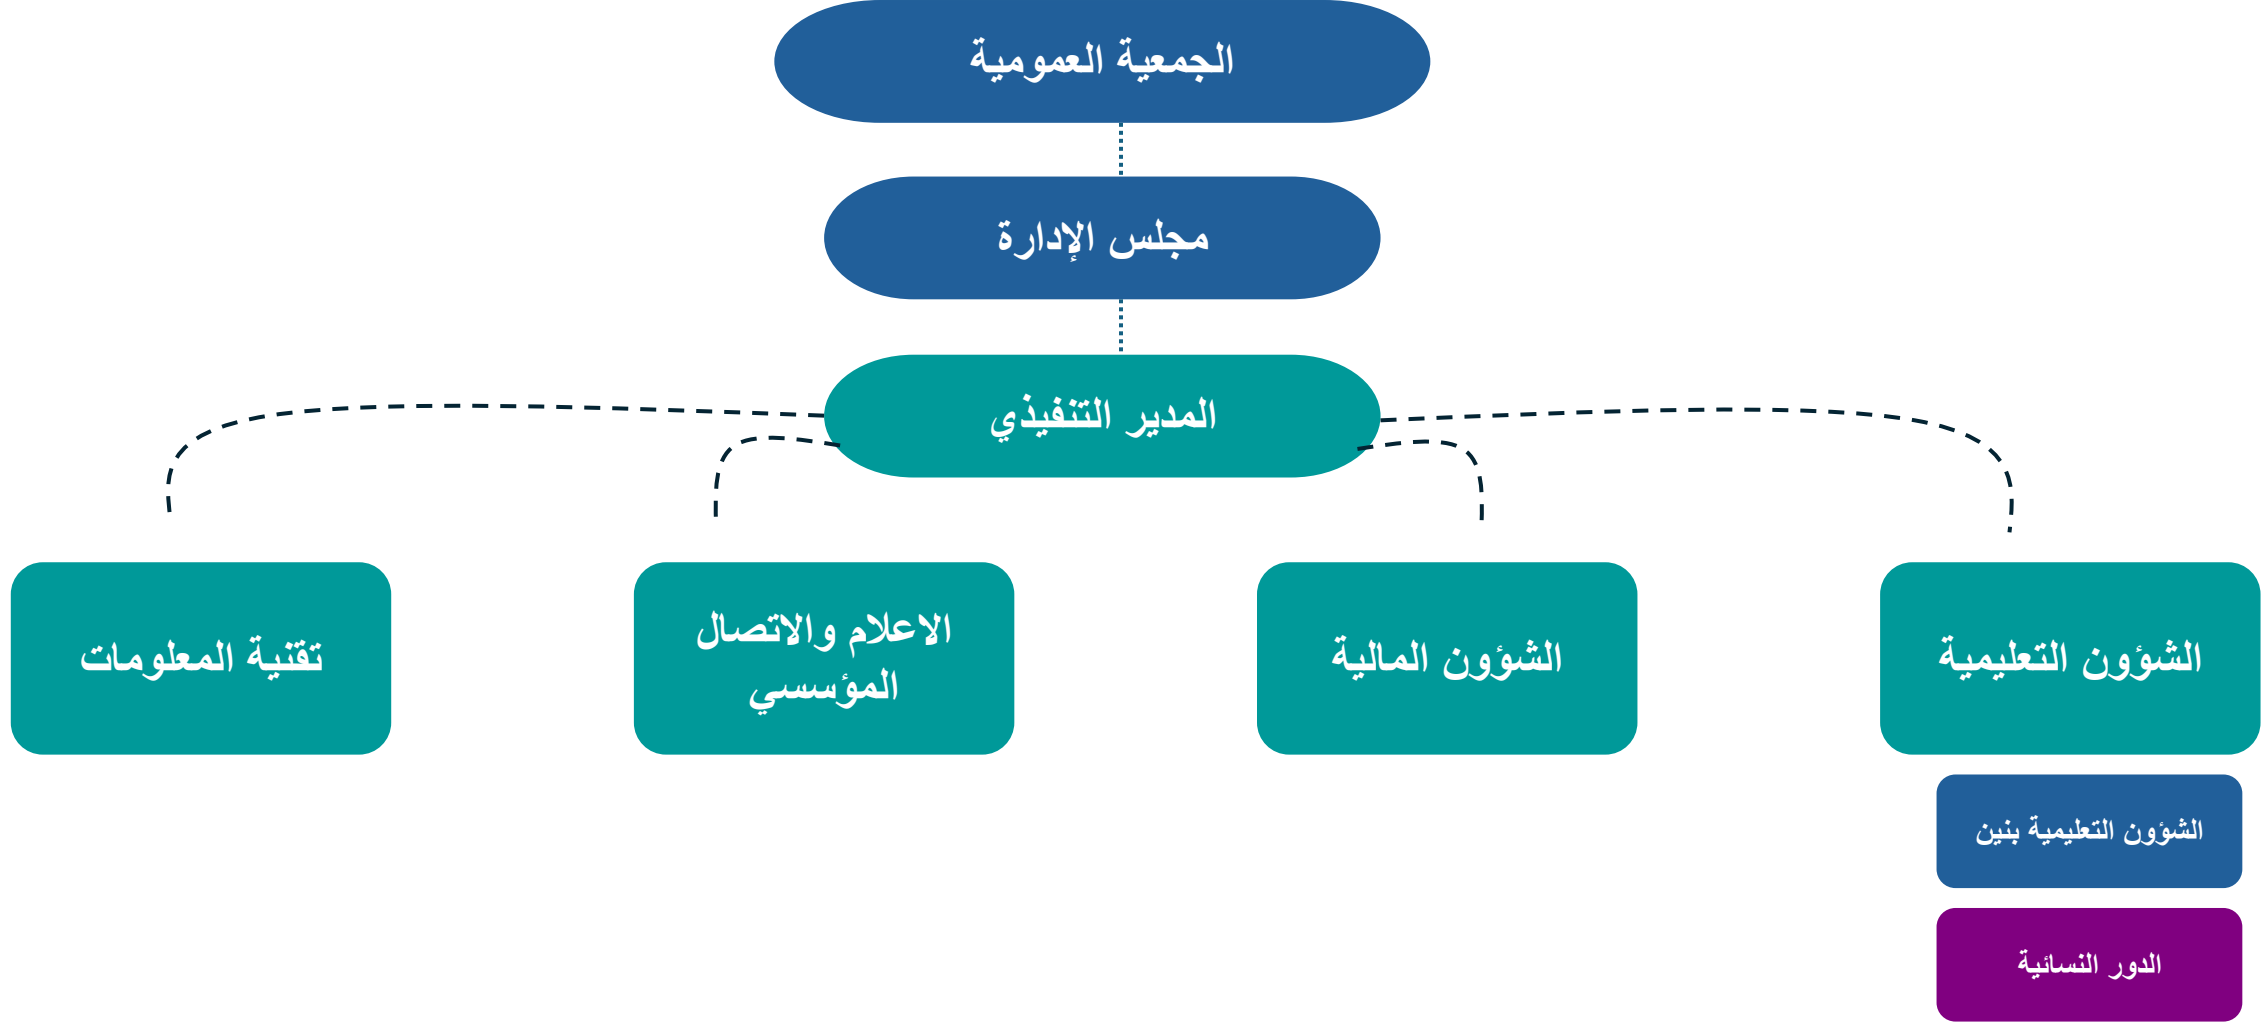 الجمعية العمومية
مجلس الإدارة
المدير التنفيذي
الشؤون التعليمية
الشؤون المالية
الاعلام والاتصال
المؤسسي
تقنية المعلومات
الشؤون التعليمية بنين
الدور النسائية